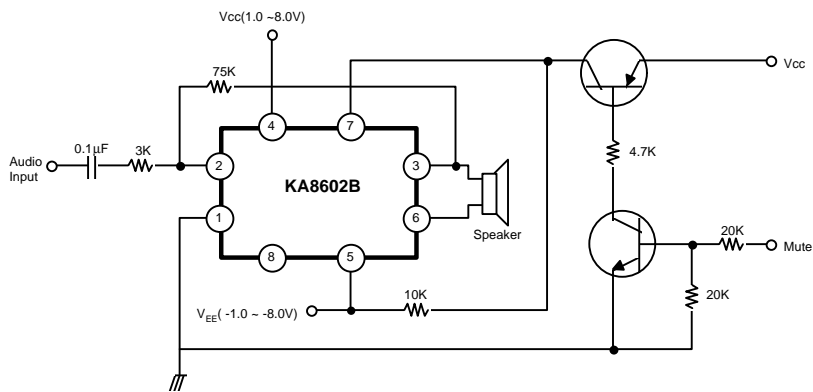 Vcc(1.0 ~8.0V)
75K
Vcc
4
7
0.1μF
3K
4.7K
Audio
Input
2
3
KA8602B
1
6
Speaker
20K
Mute
8
5
10K
20K
VEE( -1.0 ~ -8.0V)